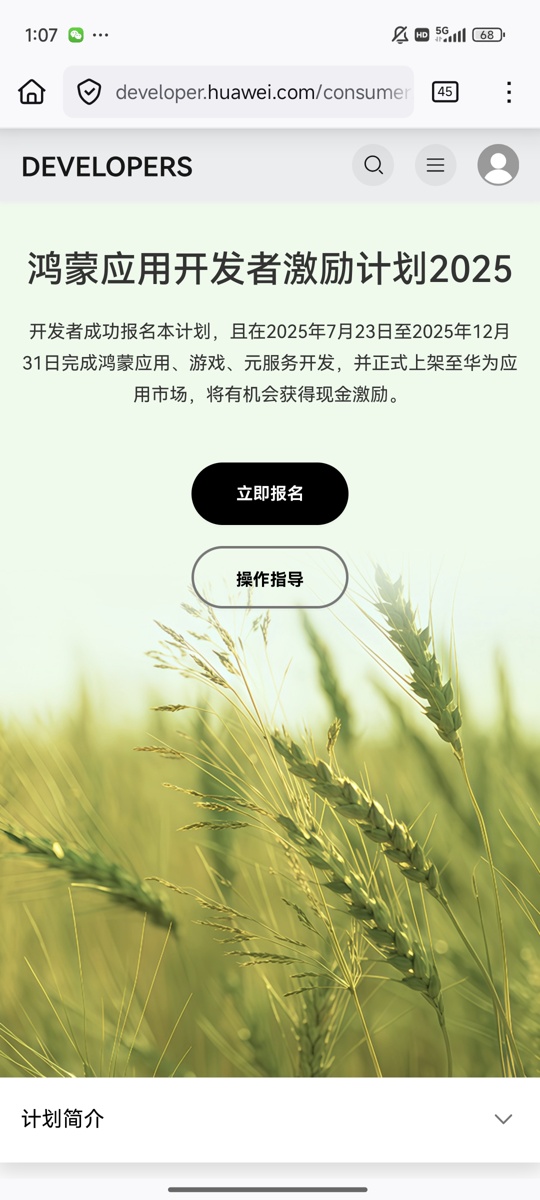 1:07
HD 5G 68
developer.huawei.com/consumer
45
DEVELOPERS
鸿蒙应用开发者激励计划2025
开发者成功报名本计划，且在2025年7月23日至2025年12月
31日完成鸿蒙应用、游戏、元服务开发，并正式上架至华为应
用市场，将有机会获得现金激励。
立即报名
操作指导
计划简介